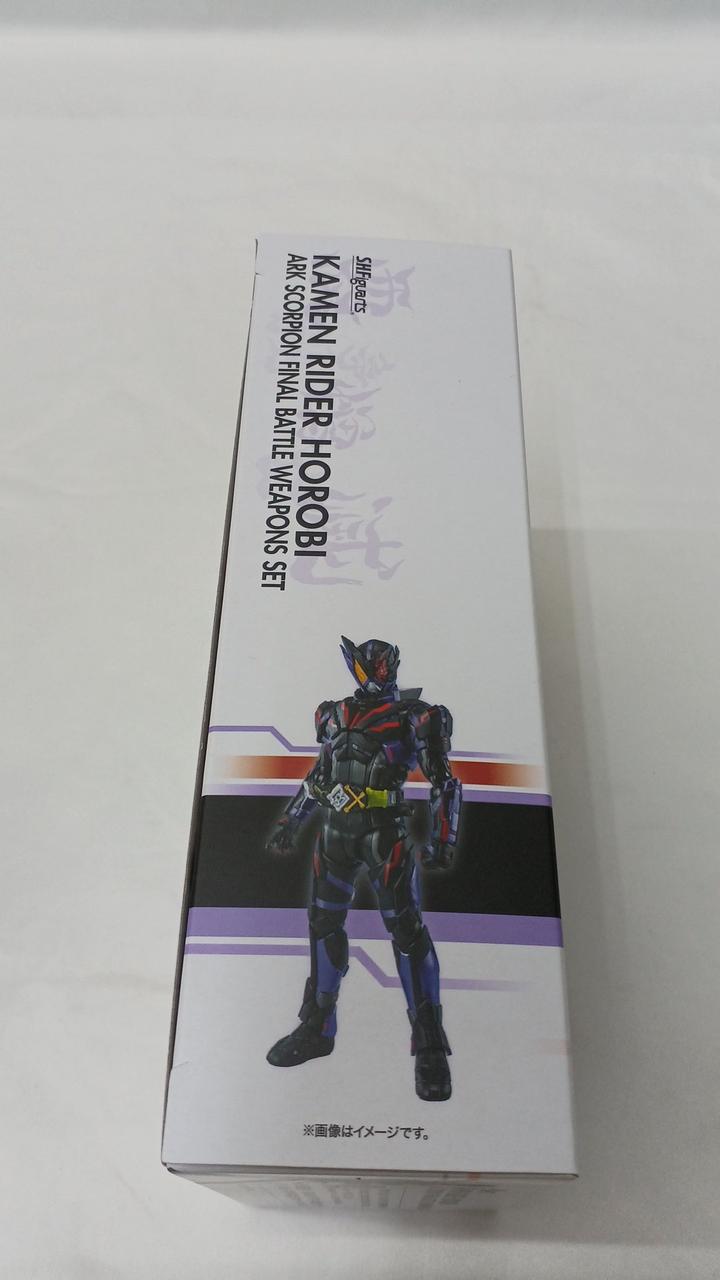 S.H.Figuarts
KAMEN RIDER HOROBI
ARK SCORPION FINAL BATTLE WEAPONS SET
※画像はイメージです。